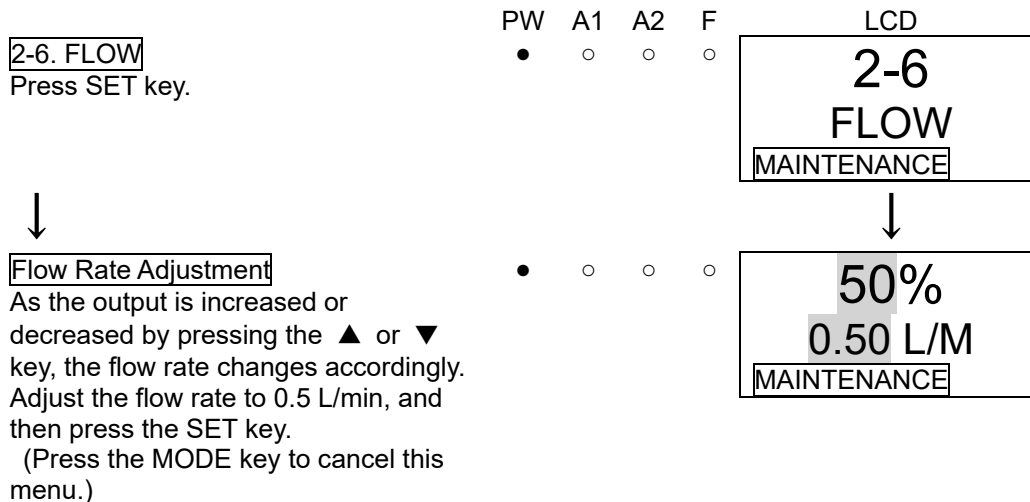 PW A1 A2 F LCD
2-6. FLOW ● ○ ○ ○
Press SET key.
2-6
FLOW
MAINTENANCE
↓ ↓
Flow Rate Adjustment ● ○ ○ ○
As the output is increased or
decreased by pressing the ▲ or ▼
key, the flow rate changes accordingly.
Adjust the flow rate to 0.5 L/min, and
then press the SET key.
(Press the MODE key to cancel this
menu.)
50%
0.50 L/M
MAINTENANCE